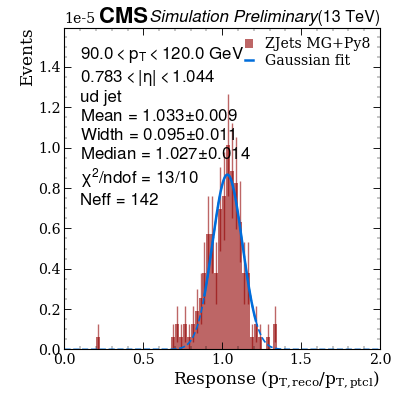 1e-5 CMS Simulation Preliminary (13 TeV)
Events
90.0 < pT < 120.0 GeV
0.783 < |η| < 1.044
ud jet
Mean = 1.033±0.009
Width = 0.095±0.011
Median = 1.027±0.014
χ²/ndof = 13/10
Neff = 142
ZJets MG+Py8
Gaussian fit
1.4
1.2
1.0
0.8
0.6
0.4
0.2
0.0
0.0 0.5 1.0 1.5 2.0
Response (pT,reco/pT,ptcl)